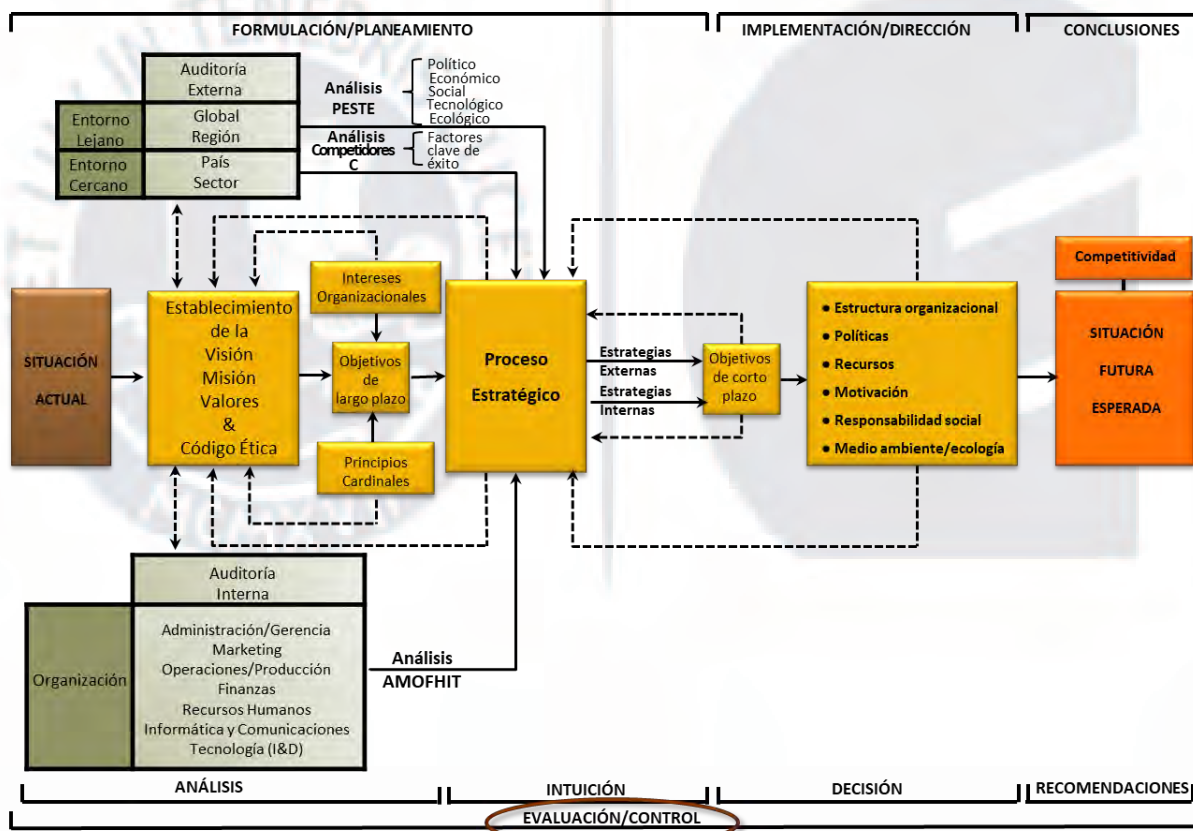 FORMULACIÓN/PLANEAMIENTO
IMPLEMENTACIÓN/DIRECCIÓN
CONCLUSIONES
Auditoría
Externa
Entorno
Lejano
Global
Región
Entorno
Cercano
País
Sector
Análisis
PESTE
Político
Económico
Social
Tecnológico
Ecológico
Análisis
Competidores
C
Factores
clave de
éxito
SITUACIÓN
ACTUAL
Establecimiento
de la
Visión
Misión
Valores
&
Código Ética
Intereses
Organizacionales
Objetivos
de
largo plazo
Principios
Cardinales
Proceso
Estratégico
Estrategias
Externas
Estrategias
Internas
Objetivos
de corto
plazo
● Estructura organizacional
● Políticas
● Recursos
● Motivación
● Responsabilidad social
● Medio ambiente/ecología
Competitividad
SITUACIÓN
FUTURA
ESPERADA
Auditoría
Interna
Organización
Administración/Gerencia
Marketing
Operaciones/Producción
Finanzas
Recursos Humanos
Informática y Comunicaciones
Tecnología (I&D)
Análisis
AMOFHIT
ANÁLISIS
INTUICIÓN
DECISIÓN
RECOMENDACIONES
EVALUACIÓN/CONTROL